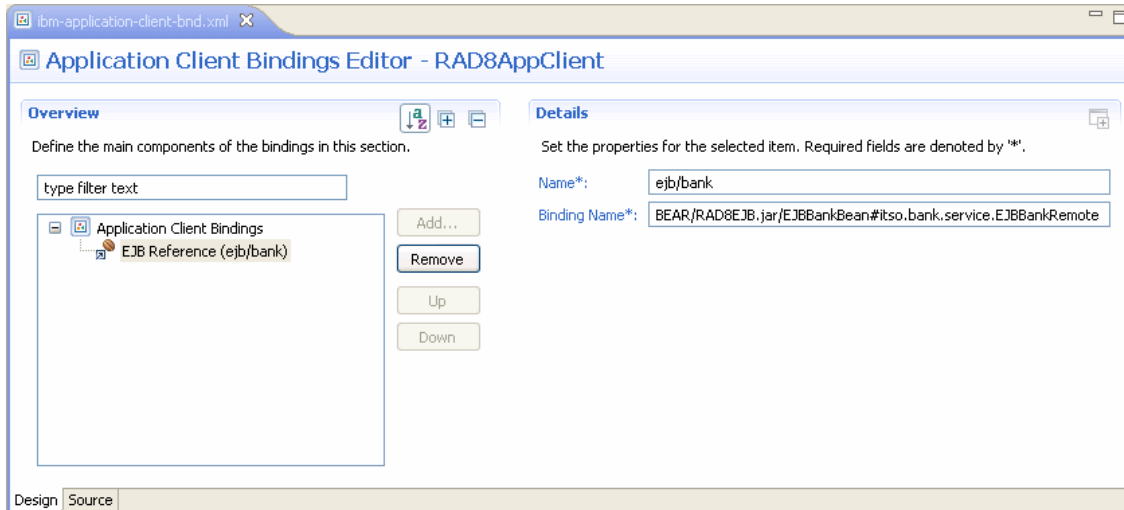 ibm-application-client-bnd.xml
Application Client Bindings Editor - RAD8AppClient
Overview
Define the main components of the bindings in this section.
type filter text
Application Client Bindings
EJB Reference (ejb/bank)
Add...
Remove
Up
Down
Details
Set the properties for the selected item. Required fields are denoted by '*'.
Name*: ejb/bank
Binding Name*: BEAR/RAD8EJB.jar/EJBBankBean#itso.bank.service.EJBBankRemote
Design Source